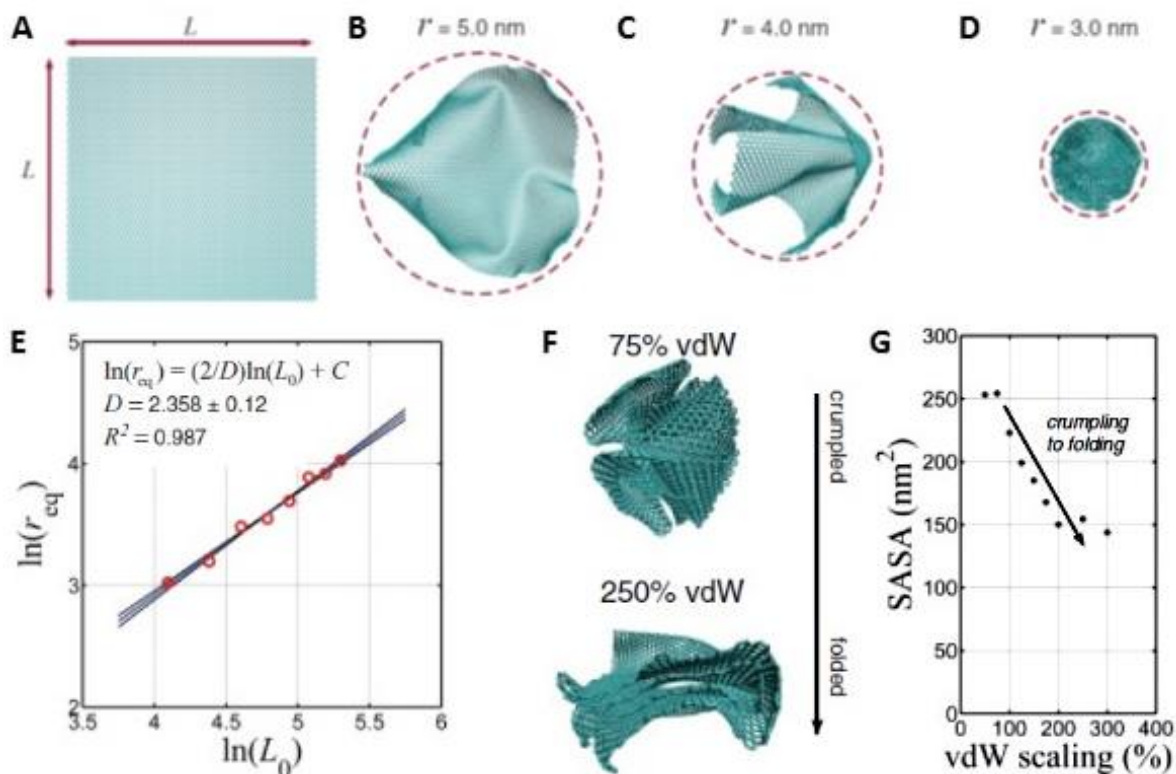 A
L
L
B
r = 5.0 nm
C
r = 4.0 nm
D
r = 3.0 nm
E
ln(r_eq) = (2/D)ln(L_0) + C
D = 2.358 ± 0.12
R² = 0.987
ln(r_eq)
5
4
3
2
3.5 4 4.5 5 5.5 6
ln(L_0)
F
75% vdW
250% vdW
crumpled
folded
G
SASA (nm²)
300
250
200
150
100
50
0
crumpling
to folding
0 100 200 300 400
vdW scaling (%)